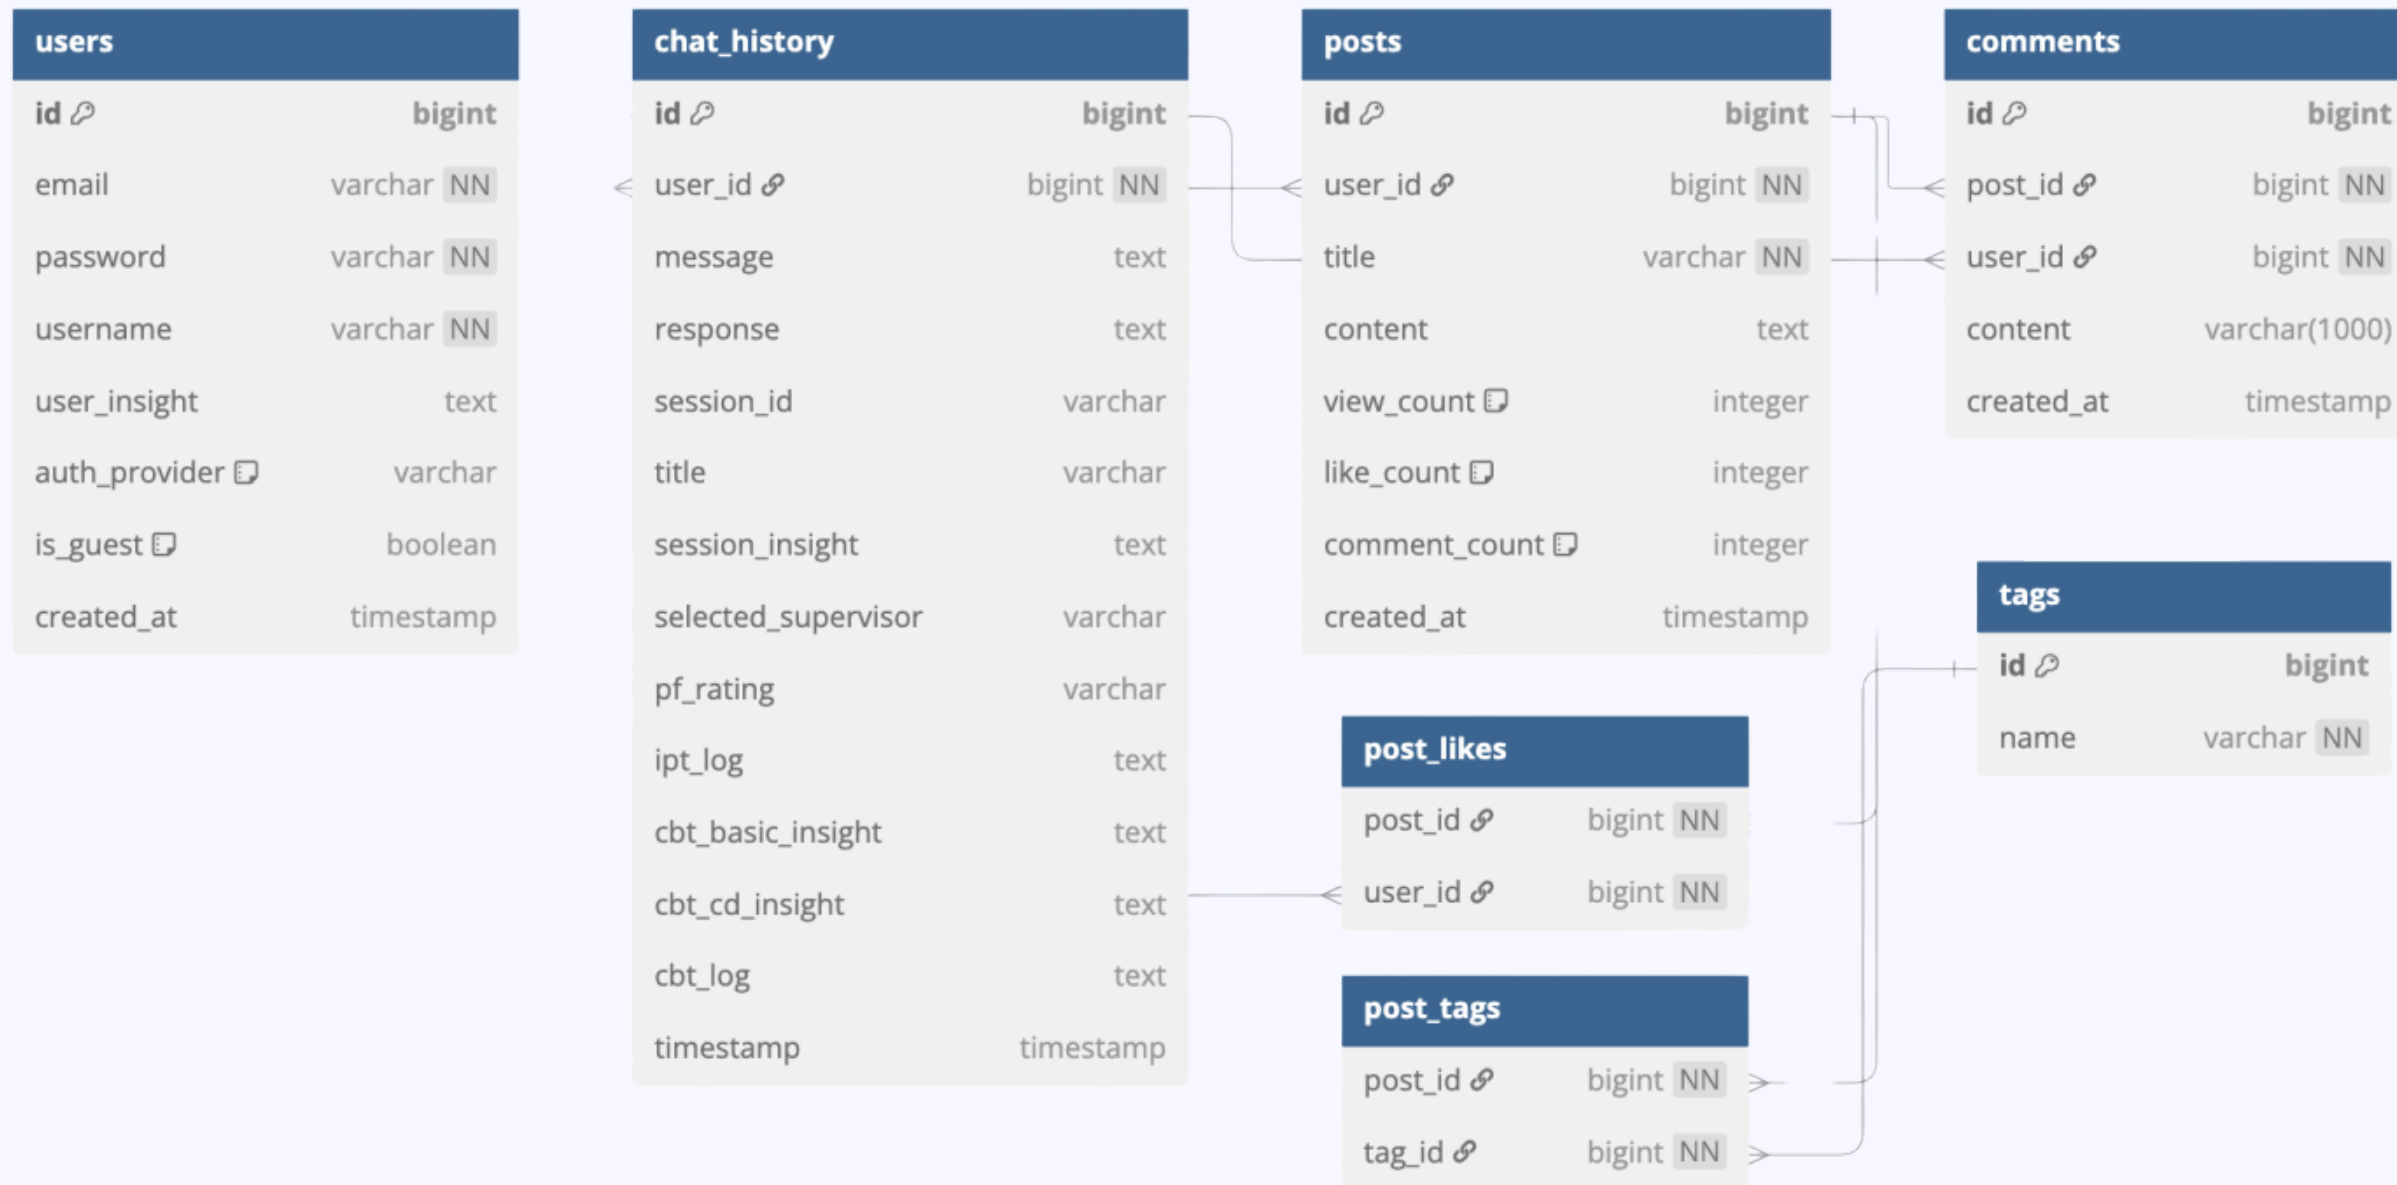 users
id bigint
email varchar NN
password varchar NN
username varchar NN
user_insight text
auth_provider varchar
is_guest boolean
created_at timestamp
chat_history
id bigint
user_id bigint NN
message text
response text
session_id varchar
title varchar
session_insight text
selected_supervisor varchar
pf_rating varchar
ipt_log text
cbt_basic_insight text
cbt_cd_insight text
cbt_log text
timestamp timestamp
posts
id bigint
user_id bigint NN
title varchar NN
content text
view_count integer
like_count integer
comment_count integer
created_at timestamp
post_likes
post_id bigint NN
user_id bigint NN
post_tags
post_id bigint NN
tag_id bigint NN
comments
id bigint
post_id bigint NN
user_id bigint NN
content varchar(1000)
created_at timestamp
tags
id bigint
name varchar NN